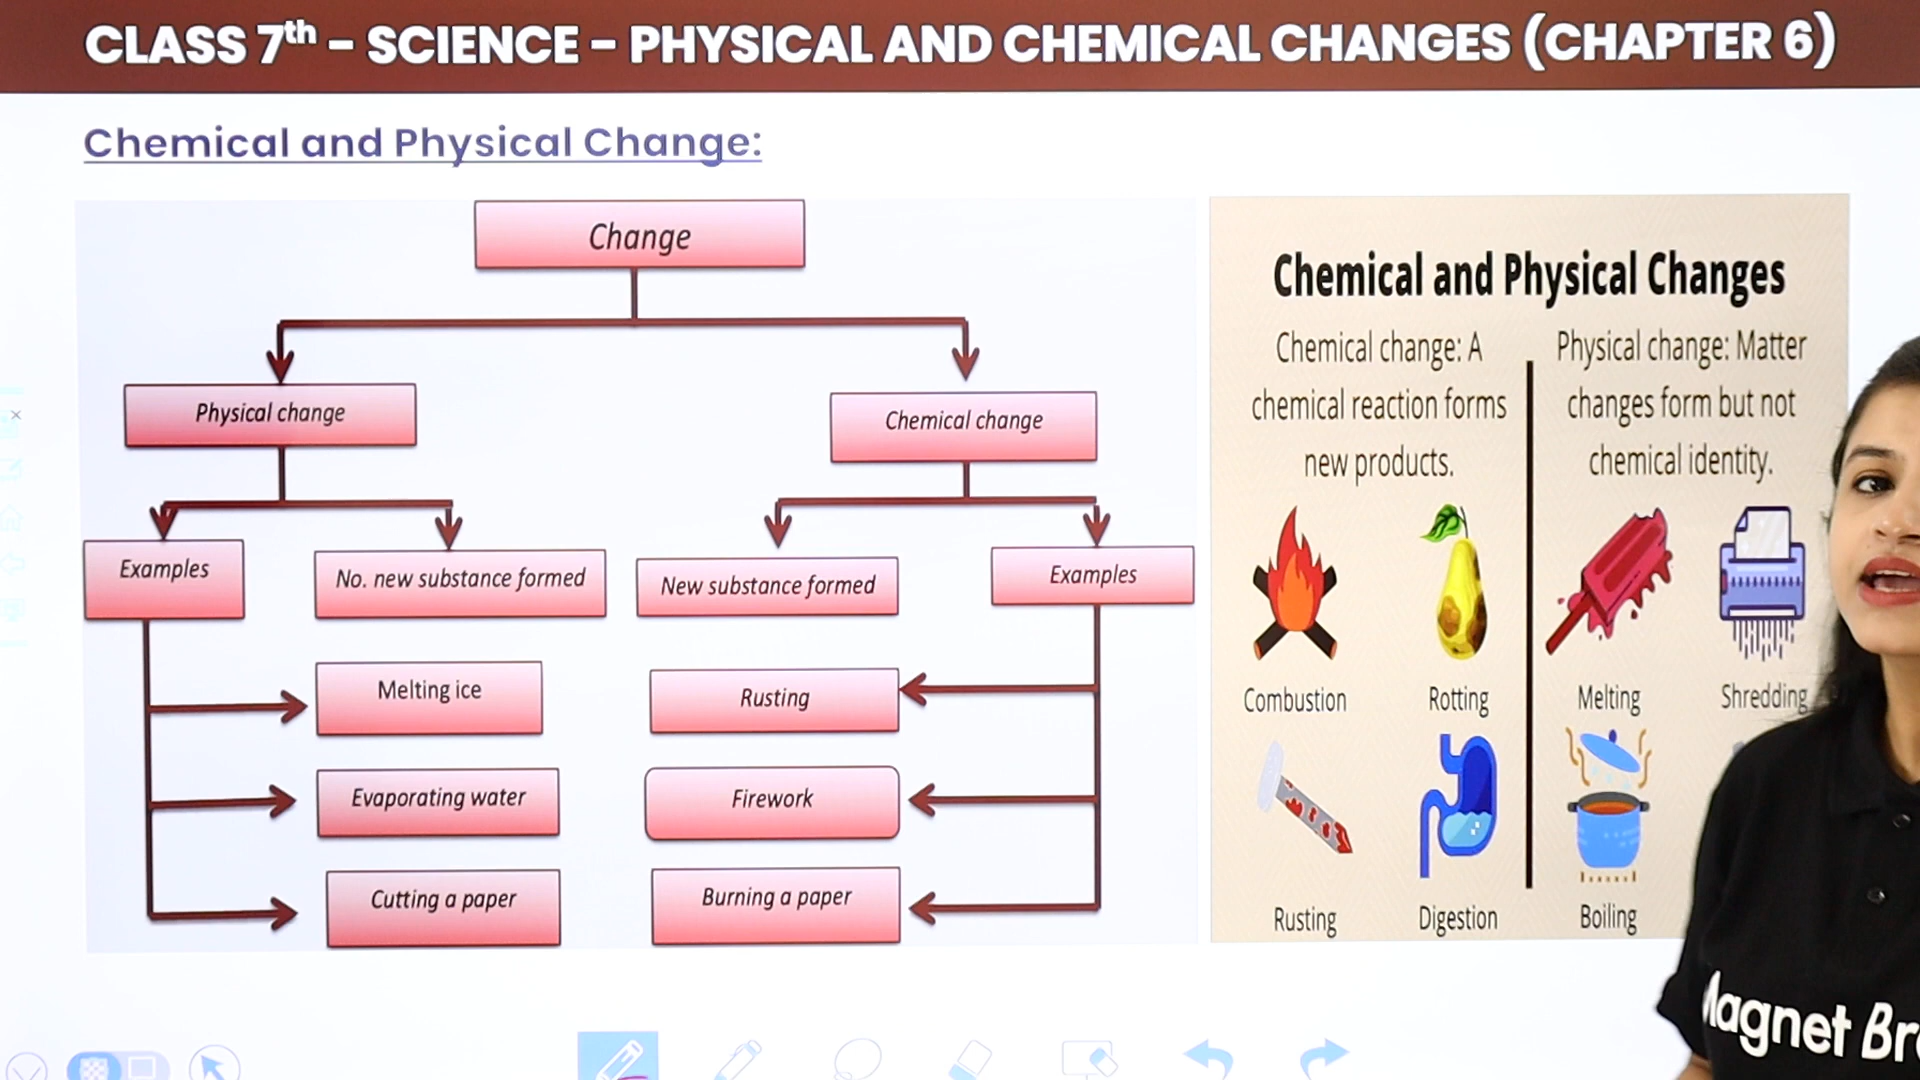 CLASS 7th - SCIENCE - PHYSICAL AND CHEMICAL CHANGES (CHAPTER 6)
Chemical and Physical Change:
Change
Physical change
Chemical change
Examples
No. new substance formed
New substance formed
Examples
Melting ice
Rusting
Evaporating water
Firework
Cutting a paper
Burning a paper
Chemical and Physical Changes
Chemical change: A
chemical reaction forms
new products.
Physical change: Matter
changes form but not
chemical identity.
Combustion
Rotting
Melting
Shredding
Rusting
Digestion
Boiling
Magnet